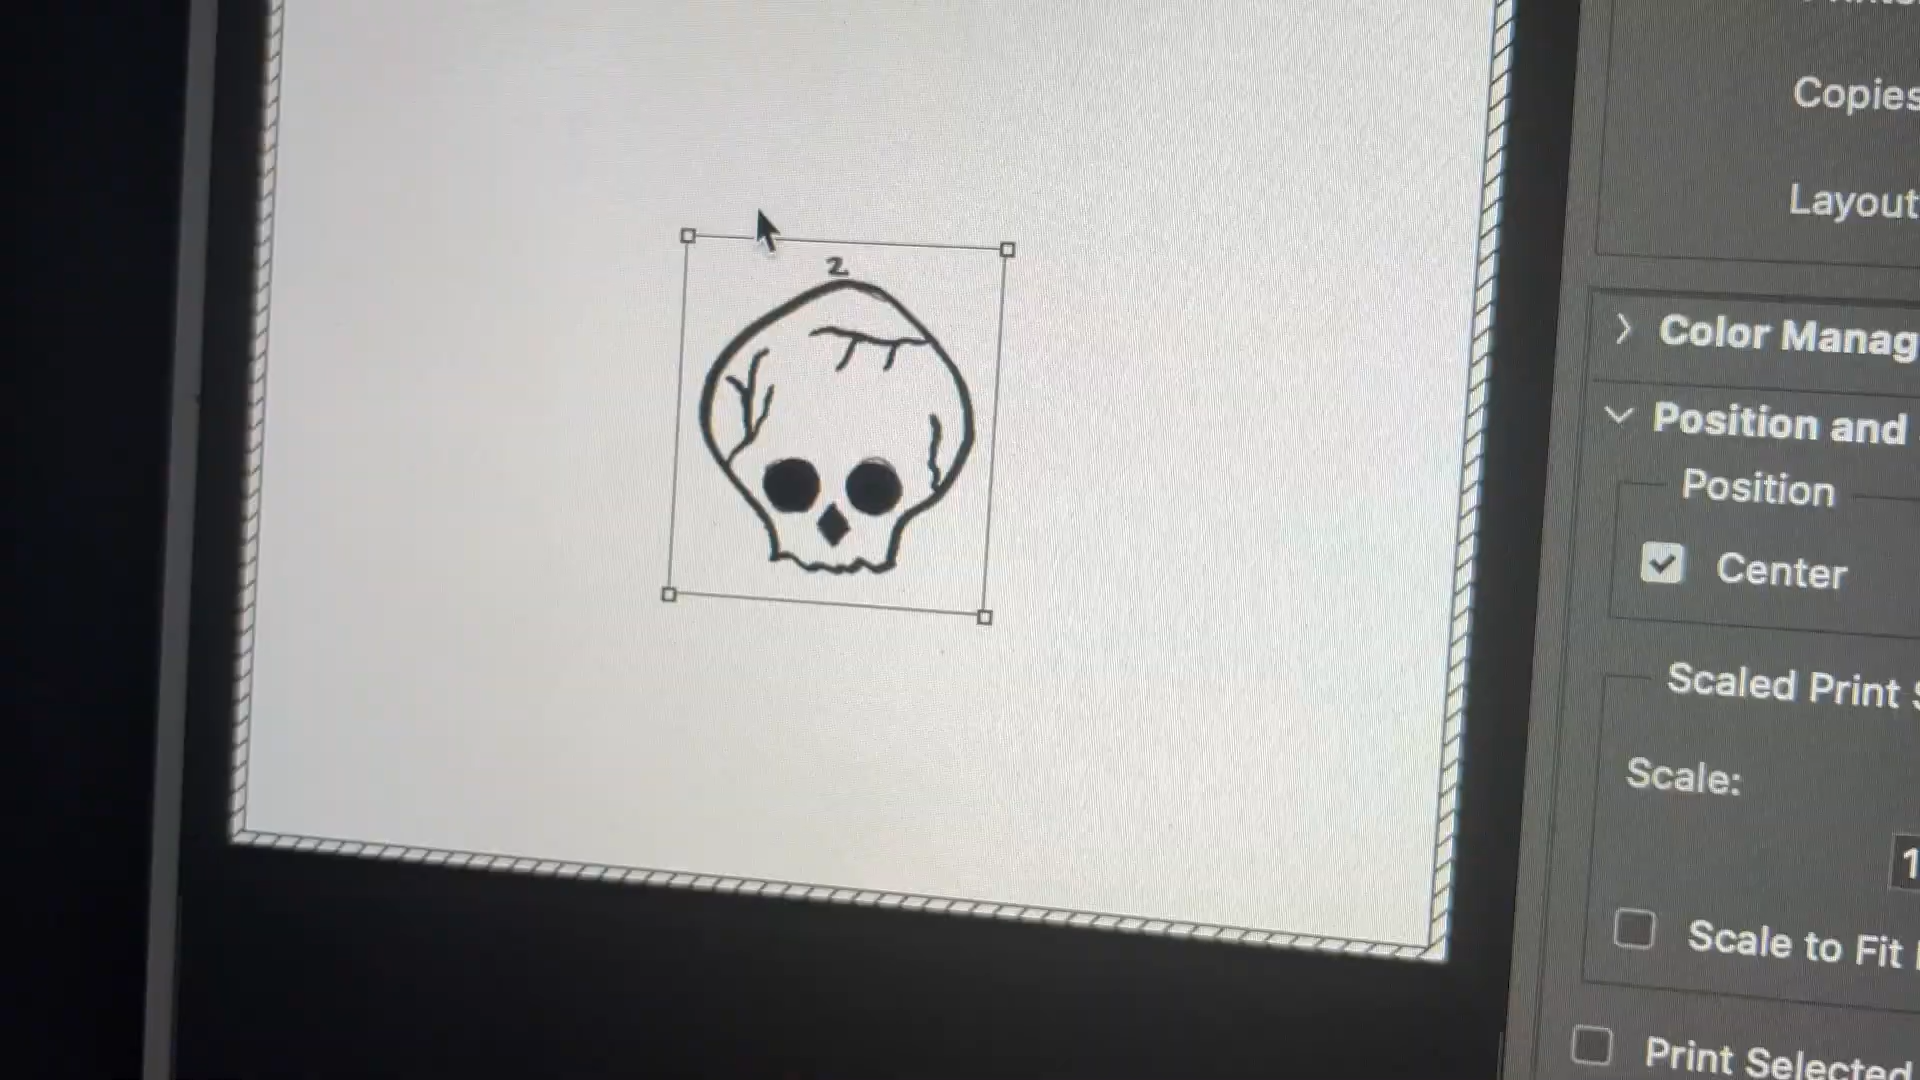 Copies
Layout
2
Color Manag
Position and
Position
Center
Scaled Print
Scale:
1
Scale to Fit
Print Selected